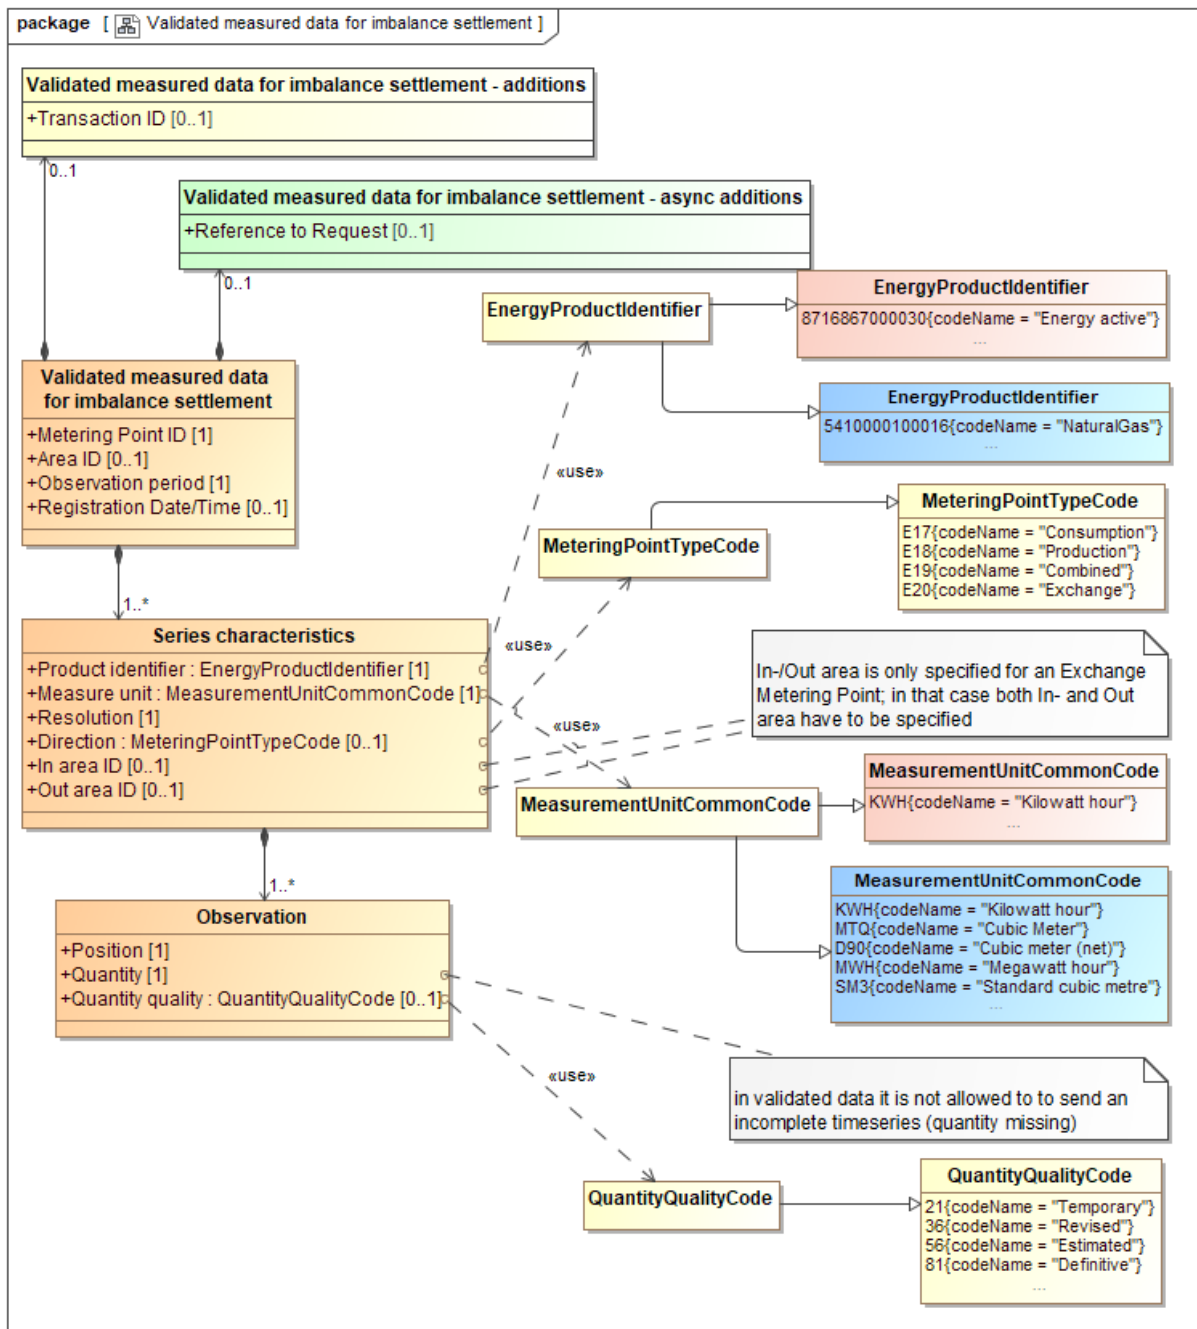 package [ Validated measured data for imbalance settlement ]
Validated measured data for imbalance settlement - additions
+Transaction ID [0..1]
0..1
Validated measured data for imbalance settlement - async additions
+Reference to Request [0..1]
0..1
EnergyProductIdentifier
EnergyProductIdentifier
8716867000030{codeName = "Energy active"}
...
EnergyProductIdentifier
5410000100016{codeName = "NaturalGas"}
...
Validated measured data
for imbalance settlement
+Metering Point ID [1]
+Area ID [0..1]
+Observation period [1]
+Registration Date/Time [0..1]
«use»
MeteringPointTypeCode
MeteringPointTypeCode
E17{codeName = "Consumption"}
E18{codeName = "Production"}
E19{codeName = "Combined"}
E20{codeName = "Exchange"}
1..*
Series characteristics
+Product identifier : EnergyProductIdentifier [1]
+Measure unit : MeasurementUnitCommonCode [1]
+Resolution [1]
+Direction : MeteringPointTypeCode [0..1]
+In area ID [0..1]
+Out area ID [0..1]
«use»
«use»
In-/Out area is only specified for an Exchange
Metering Point; in that case both In- and Out
area have to be specified
MeasurementUnitCommonCode
MeasurementUnitCommonCode
KWH{codeName = "Kilowatt hour"}
...
MeasurementUnitCommonCode
KWH{codeName = "Kilowatt hour"}
MTQ{codeName = "Cubic Meter"}
D90{codeName = "Cubic meter (net)"}
MWH{codeName = "Megawatt hour"}
SM3{codeName = "Standard cubic metre"}
...
1..*
Observation
+Position [1]
+Quantity [1]
+Quantity quality : QuantityQualityCode [0..1]
«use»
in validated data it is not allowed to to send an
incomplete timeseries (quantity missing)
QuantityQualityCode
QuantityQualityCode
21{codeName = "Temporary"}
36{codeName = "Revised"}
56{codeName = "Estimated"}
81{codeName = "Definitive"}
...